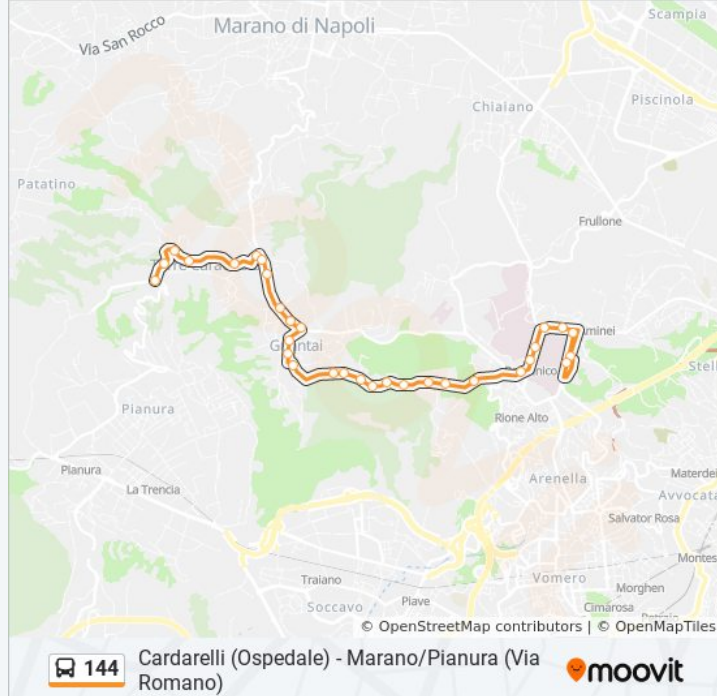 Scampia
Marano di Napoli
Via San Rocco
Piscinola
Chiaiano
Patatino
Frullone
Pianura
Rione Alto
Pianura
La Trencia
Arenella
Materdei
Avvocata
Salvator Rosa
Montes
Traiano
Vomero
Morghen
Soccavo
Piave
Cimarosa
© OpenStreetMap contributors | © OpenMapTiles
144
Cardarelli (Ospedale) - Marano/Pianura (Via
Romano)
moovit